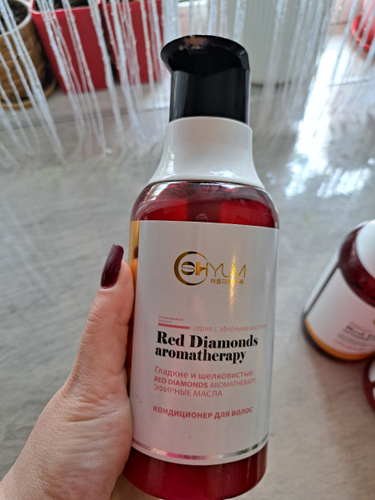 OHYUM
серия с эфирными маслами
Red Diamonds
aromatherapy
Гладкие и шелковистые
RED DIAMONDS AROMATHERAPY
ЭФИРНЫЕ МАСЛА
КОНДИЦИОНЕР ДЛЯ ВОЛОС